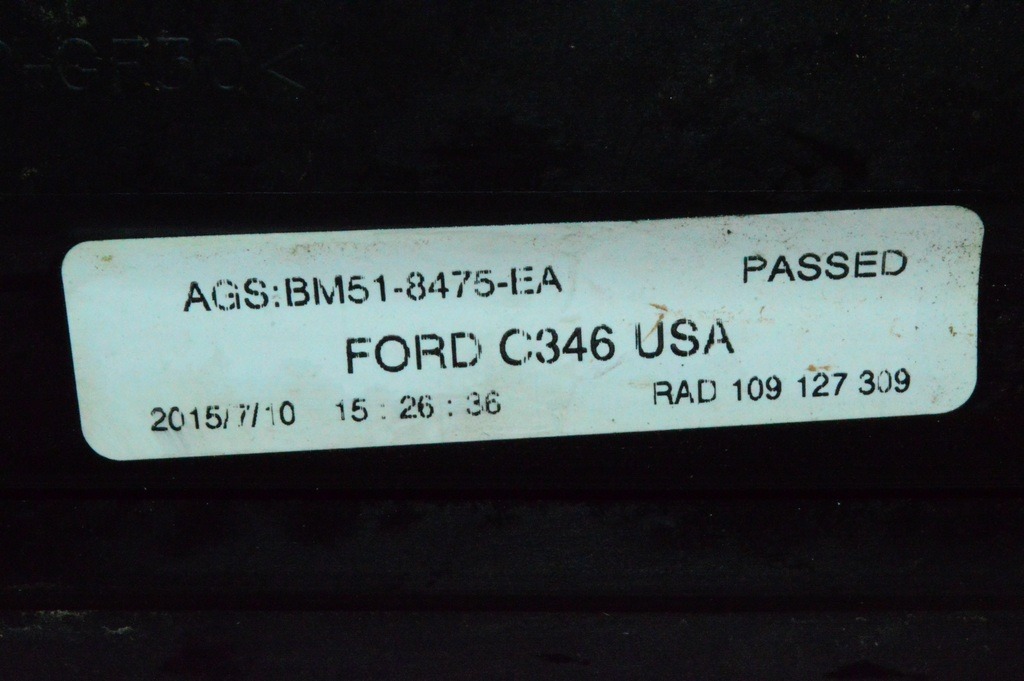 AGS:BM51-8475-EA PASSED
FORD C346 USA
2015/7/10 15 : 26 : 36 RAD 109 127 309